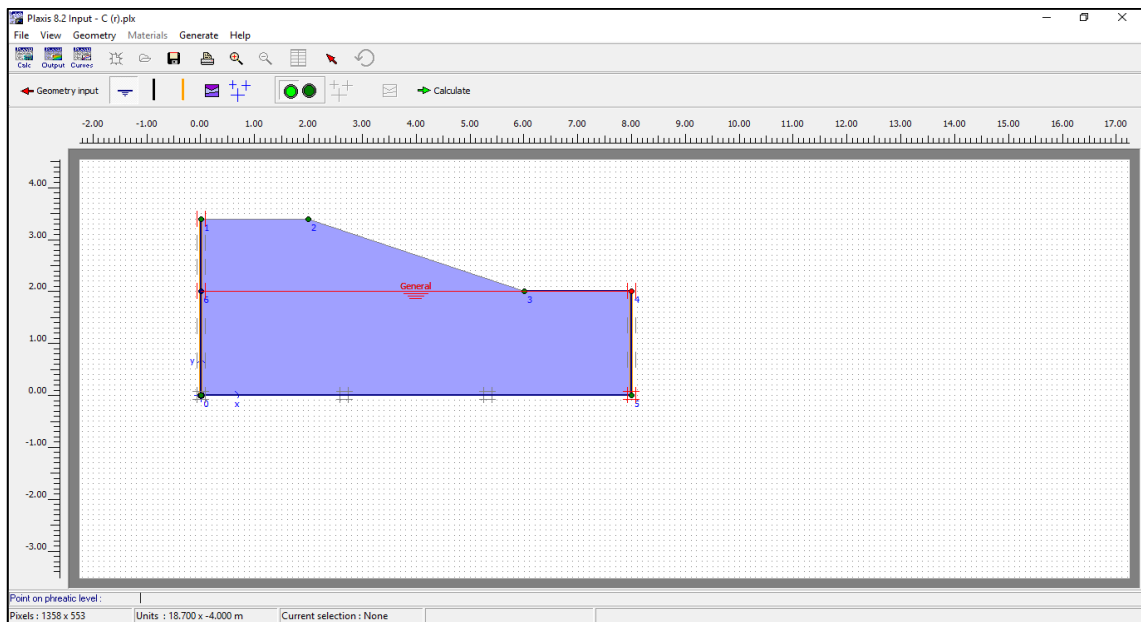 Plaxis 8.2 Input - C (r).plx
File View Geometry Materials Generate Help
Calc Output Curves
Geometry input Calculate
-2.00 -1.00 0.00 1.00 2.00 3.00 4.00 5.00 6.00 7.00 8.00 9.00 10.00 11.00 12.00 13.00 14.00 15.00 16.00 17.00
4.00
1 2
3.00
General
2.00
6 3 4
1.00
y
0.00
0 x 5
-1.00
-2.00
-3.00
Point on phreatic level :
Pixels : 1358 x 553 Units : 18.700 x -4.000 m Current selection : None